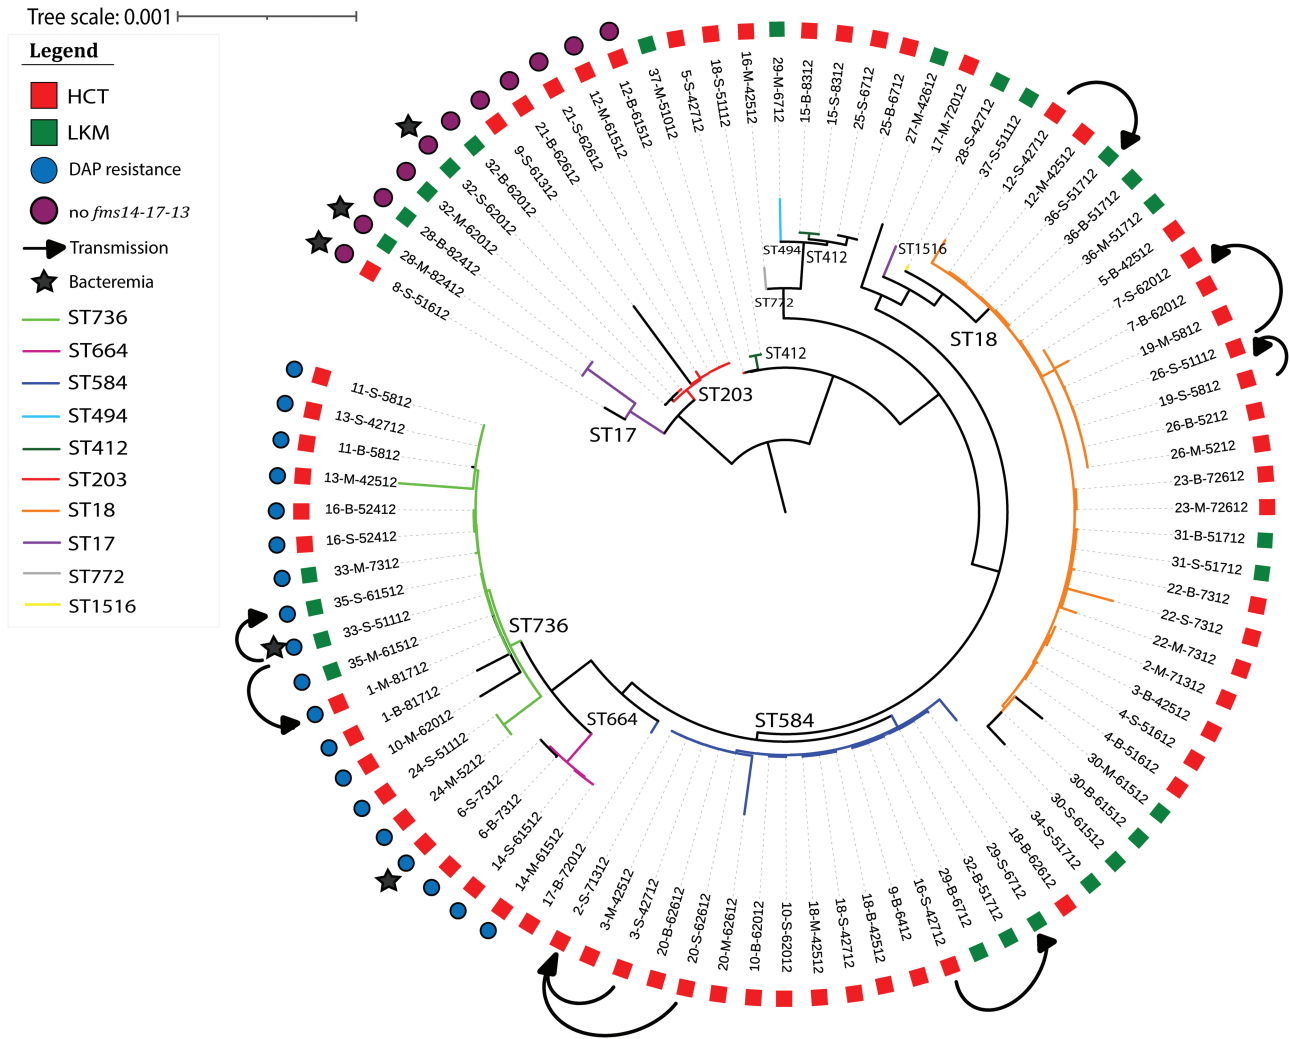 Tree scale: 0.001
Legend
HCT
LKM
DAP resistance
no fms14-17-13
Transmission
Bacteremia
ST736
ST664
ST584
ST494
ST412
ST203
ST18
ST17
ST772
ST1516
8-S-51612
28-M-82412
28-B-82412
32-M-62012
32-S-62012
32-B-62012
9-S-61312
21-B-62612
21-S-62612
12-M-61512
12-B-61512
37-M-51012
5-S-42712
18-S-51112
16-M-42512
29-M-6712
15-B-8312
15-S-8312
25-S-6712
25-B-6712
27-M-42612
17-M-72012
28-S-42712
37-S-51112
12-S-42712
12-M-42512
36-S-51712
36-B-51712
36-M-51712
5-B-42512
7-S-62012
7-B-62012
19-M-5812
26-S-51112
19-S-5812
26-B-5212
26-M-5212
23-B-72612
23-M-72612
31-B-51712
31-S-51712
22-B-7312
22-S-7312
22-M-7312
2-M-71312
3-B-42512
4-S-51612
4-B-51612
30-M-61512
30-B-61512
30-S-61512
34-S-51712
18-B-62612
29-S-6712
32-B-51712
29-B-6712
16-S-42712
9-B-6412
18-B-42512
18-S-42712
18-M-42512
10-S-62012
10-B-62012
20-M-62612
20-S-62612
20-B-62612
3-S-42712
3-M-42512
2-S-71312
17-B-72012
14-M-61512
14-S-61512
6-B-7312
6-S-7312
24-M-5212
24-S-51112
10-M-62012
1-B-81712
1-M-81712
35-M-61512
33-S-51112
35-S-61512
33-M-7312
16-S-52412
16-B-52412
13-M-42512
11-B-5812
13-S-42712
11-S-5812
ST494
ST412
ST772
ST1516
ST18
ST412
ST203
ST17
ST736
ST664
ST584